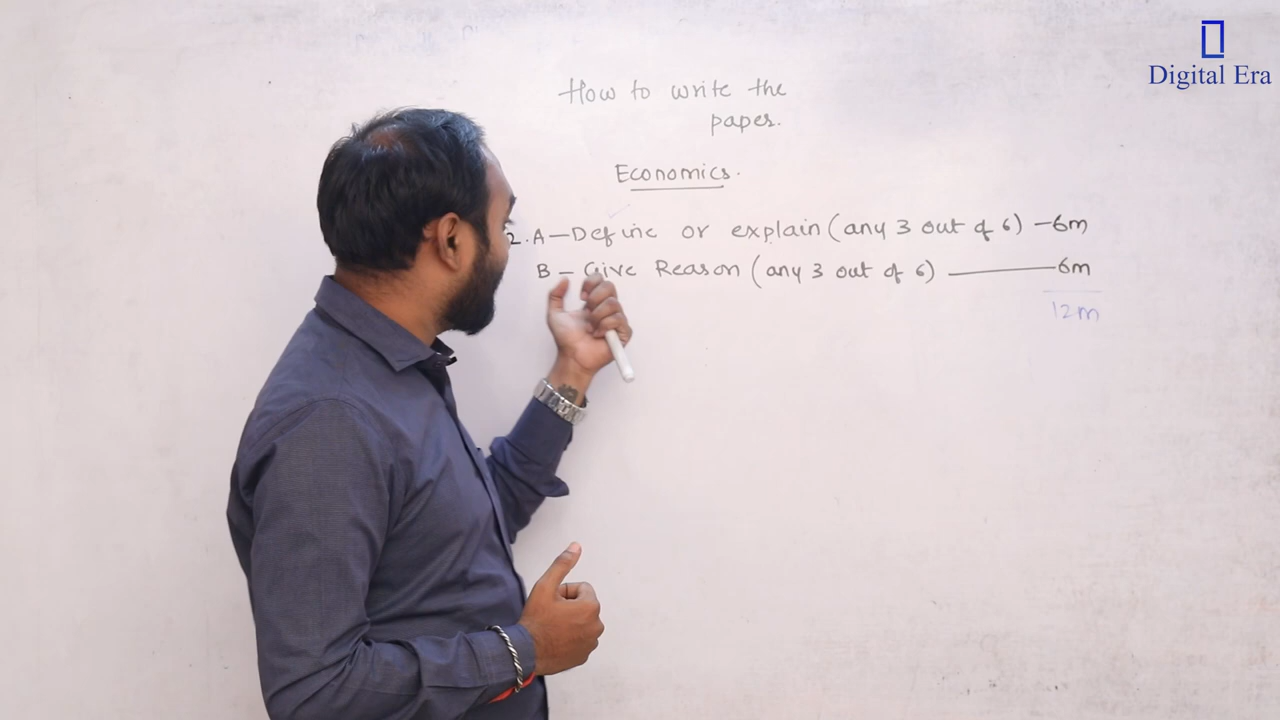 Digital Era
How to write the
papes.
Economics.
2. A — Define or explain (any 3 out of 6) — 6m
B — Give Reason (any 3 out of 6) — 6m
12m